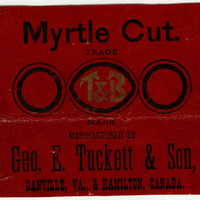 Myrtle Cut.
TRADE
T&B
MARK
MANUFACTURED BY
Geo. E. Tuckett & Son,
DANVILLE, VA. & HAMILTON, CANADA.